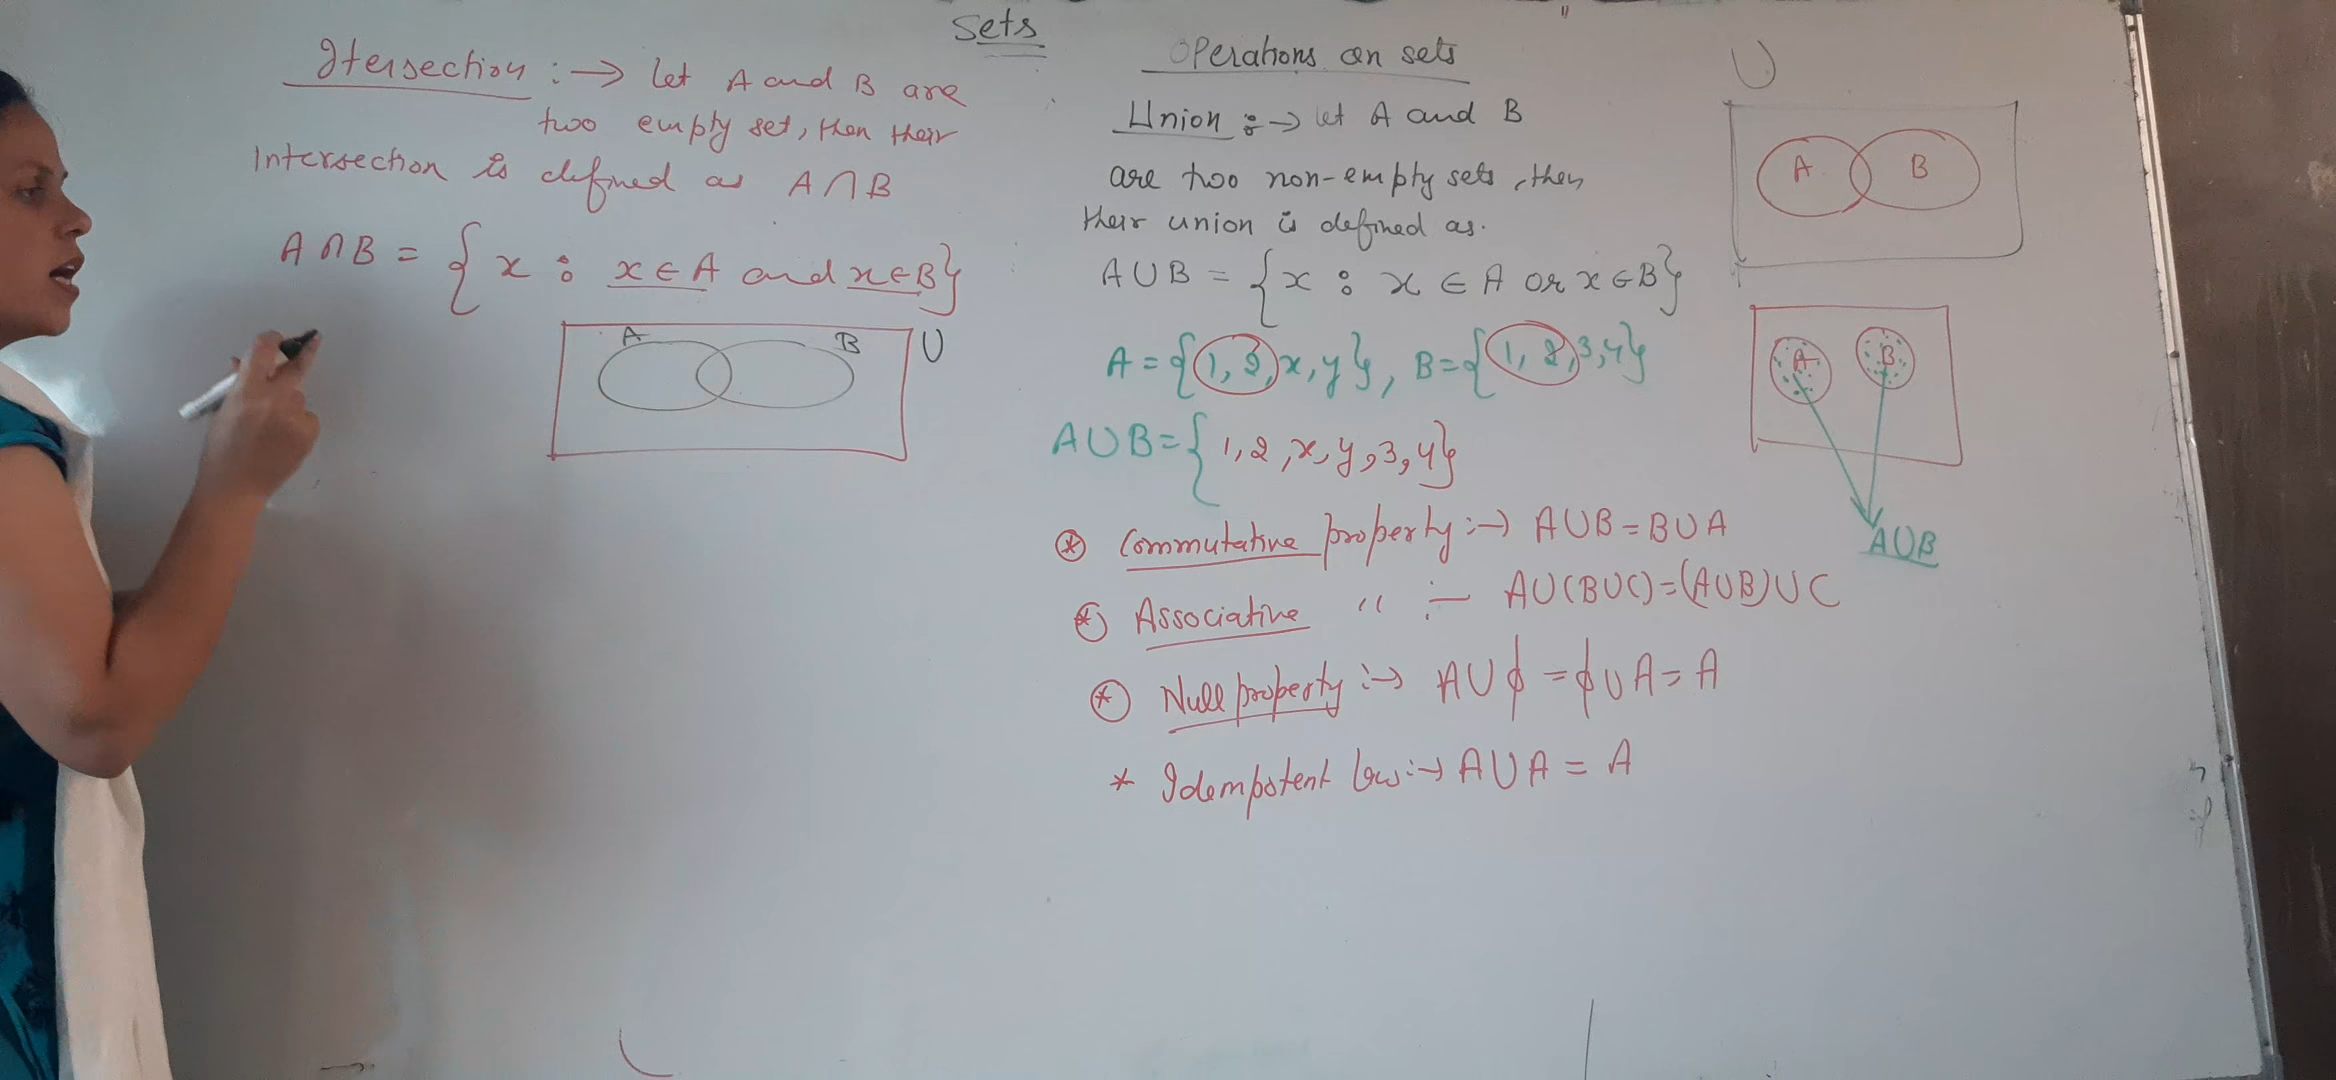 Sets
Itersection :→ let A and B are
two empty set, then their
Intersection is defined as A∩B
A∩B = {x : x∈A and x∈B}
A B U
Operations on sets
Union :→ let A and B
are two non-empty sets, then
their union is defined as.
A∪B = {x : x ∈ A or x∈B}
A = {1, 2, x, y}, B={1, 2, 3, 4}
A∪B={1, 2, x, y, 3, 4}
* Commutative property :→ A∪B=B∪A
* Associative " :— A∪(B∪C)=(A∪B)∪C
* Null property :→ A∪ϕ =ϕ∪A= A
* Idempotent law :→ A∪A = A
U
A B
A B
A∪B